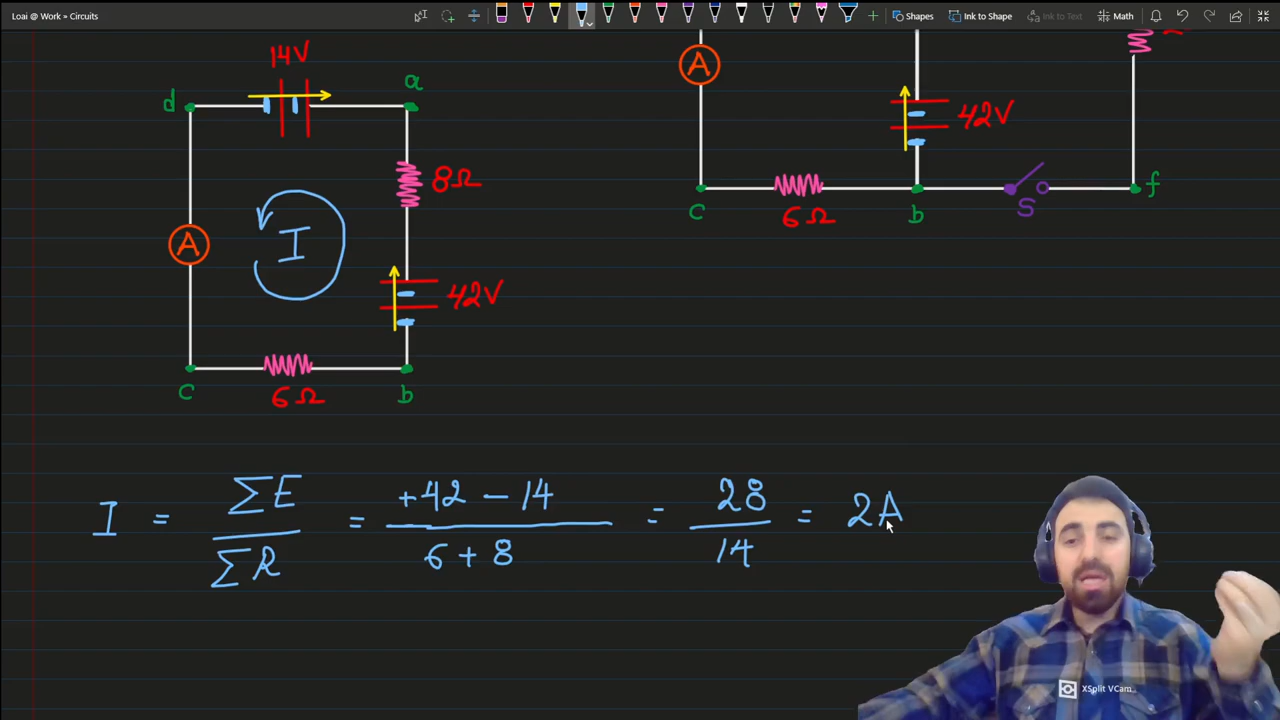 Loai @ Work » Circuits
Shapes
Ink to Shape
Ink to Text
Math
14V
d
a
8Ω
A
I
42V
6Ω
c
b
A
42V
6Ω
c
b
S
f
I = ΣE / ΣR = +42 − 14 / 6 + 8 = 28 / 14 = 2A
XSplit VCam